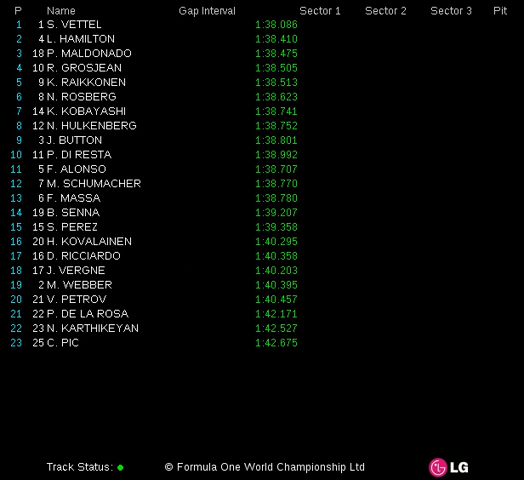 P Name Gap Interval Sector 1 Sector 2 Sector 3 Pit
1 1 S. VETTEL 1:38.086
2 4 L. HAMILTON 1:38.410
3 18 P. MALDONADO 1:38.475
4 10 R. GROSJEAN 1:38.505
5 9 K. RAIKKONEN 1:38.513
6 8 N. ROSBERG 1:38.623
7 14 K. KOBAYASHI 1:38.741
8 12 N. HULKENBERG 1:38.752
9 3 J. BUTTON 1:38.801
10 11 P. DI RESTA 1:38.992
11 5 F. ALONSO 1:38.707
12 7 M. SCHUMACHER 1:38.770
13 6 F. MASSA 1:38.780
14 19 B. SENNA 1:39.207
15 15 S. PEREZ 1:39.358
16 20 H. KOVALAINEN 1:40.295
17 16 D. RICCIARDO 1:40.358
18 17 J. VERGNE 1:40.203
19 2 M. WEBBER 1:40.395
20 21 V. PETROV 1:40.457
21 22 P. DE LA ROSA 1:42.171
22 23 N. KARTHIKEYAN 1:42.527
23 25 C. PIC 1:42.675
Track Status: © Formula One World Championship Ltd LG